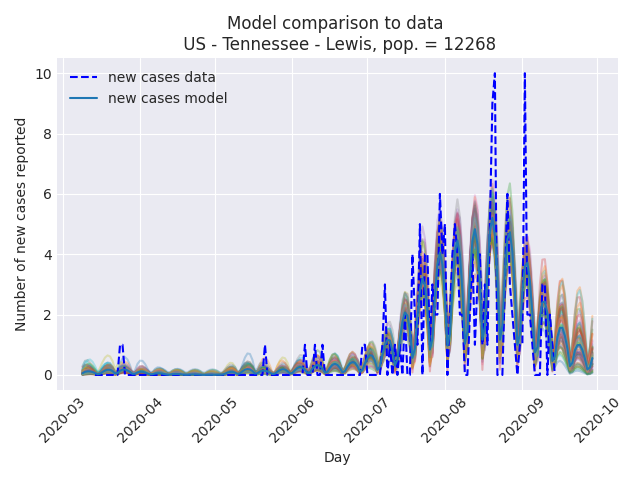 Model comparison to data
US - Tennessee - Lewis, pop. = 12268
new cases data
new cases model
Number of new cases reported
10
8
6
4
2
0
2020-03
2020-04
2020-05
2020-06
2020-07
2020-08
2020-09
2020-10
Day